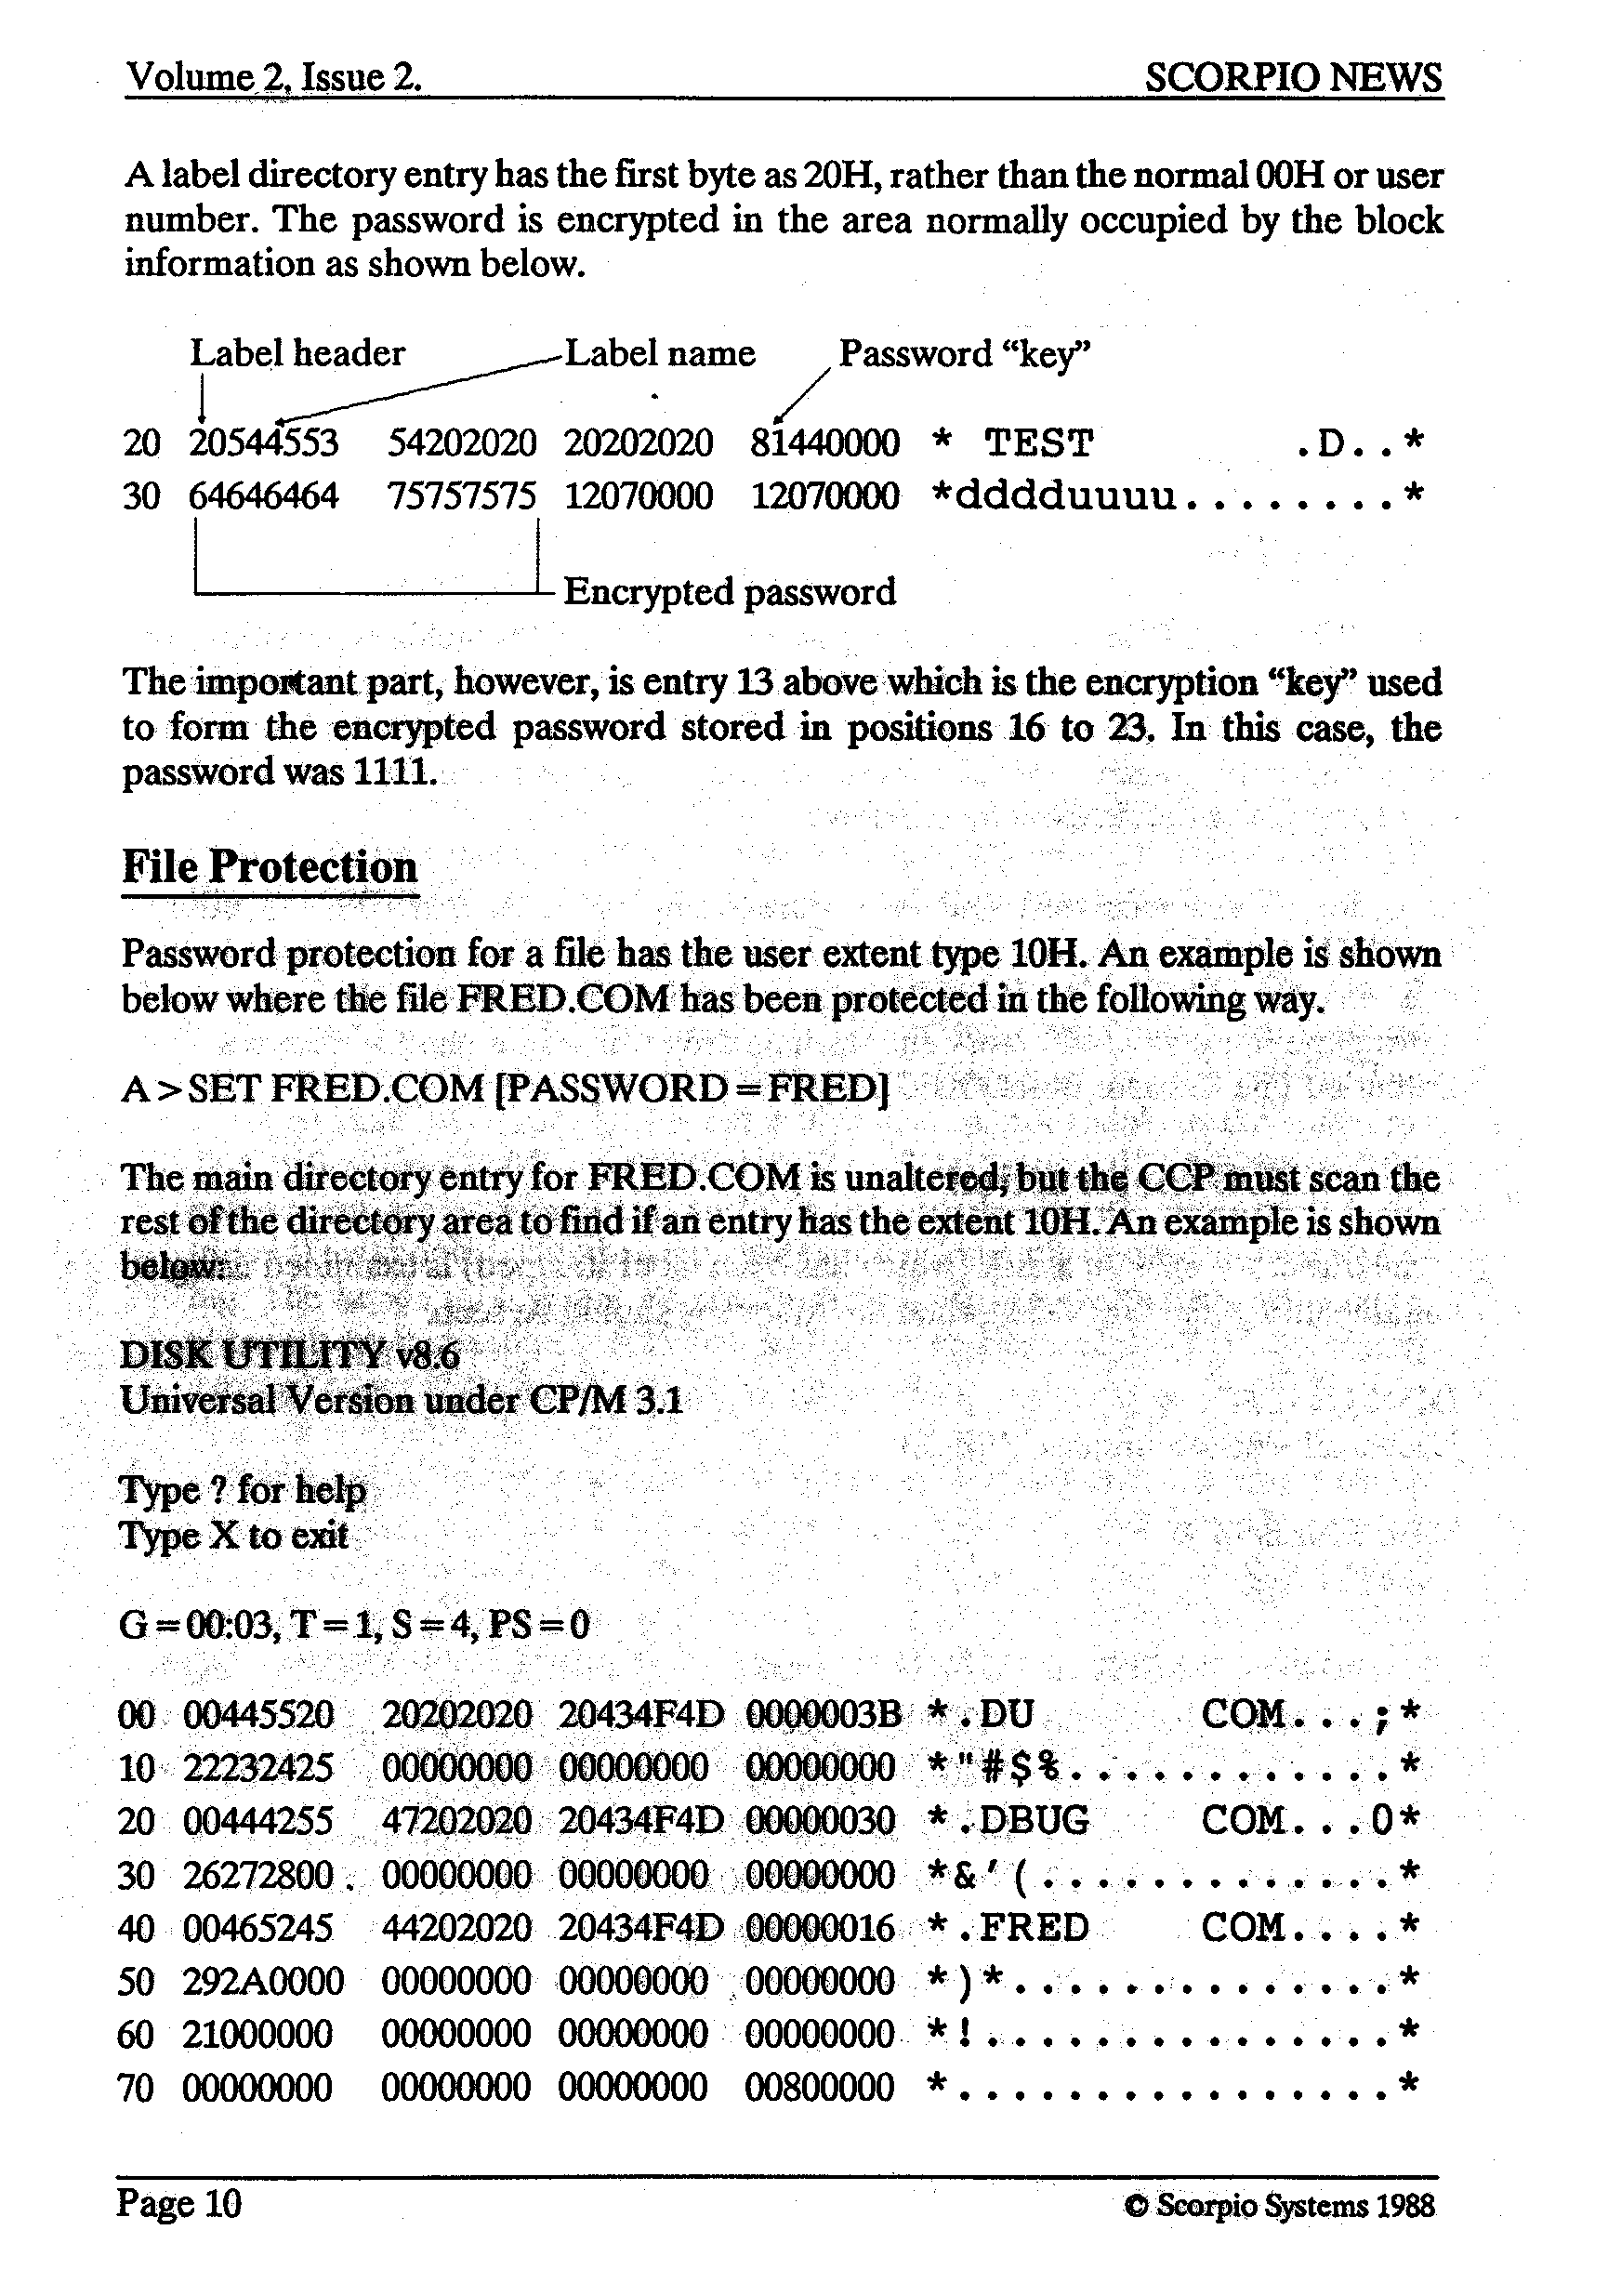 Volume 2, Issue 2. SCORPIO NEWS
A label directory entry has the first byte as 20H, rather than the normal 00H or user
number. The password is encrypted in the area normally occupied by the block
information as shown below.
Label header Label name Password “key”
20 20544553 54202020 20202020 81440000 * TEST .D..*
30 64646464 75757575 12070000 12070000 *dddduuuu........*
Encrypted password
The important part, however, is entry 13 above which is the encryption “key” used
to form the encrypted password stored in positions 16 to 23. In this case, the
password was 1111.
File Protection
Password protection for a file has the user extent type 10H. An example is shown
below where the file FRED.COM has been protected in the following way.
A>SET FRED.COM [PASSWORD=FRED]
The main directory entry for FRED.COM is unaltered, but the CCP must scan the
rest of the directory area to find if an entry has the extent 10H. An example is shown
below:
DISK UTILITY v8.6
Universal Version under CP/M 3.1
Type ? for help
Type X to exit
G=00:03, T=1, S=4, PS=0
00 00445520 20202020 20434F4D 0000003B *.DU COM...;*
10 22232425 00000000 00000000 00000000 *"#$%............*
20 00444255 47202020 20434F4D 00000030 *.DBUG COM...0*
30 26272800 00000000 00000000 00000000 *&'(.............*
40 00465245 44202020 20434F4D 00000016 *.FRED COM....*
50 292A0000 00000000 00000000 00000000 *)*..............*
60 21000000 00000000 00000000 00000000 *!...............*
70 00000000 00000000 00000000 00800000 *................*
Page 10 © Scorpio Systems 1988